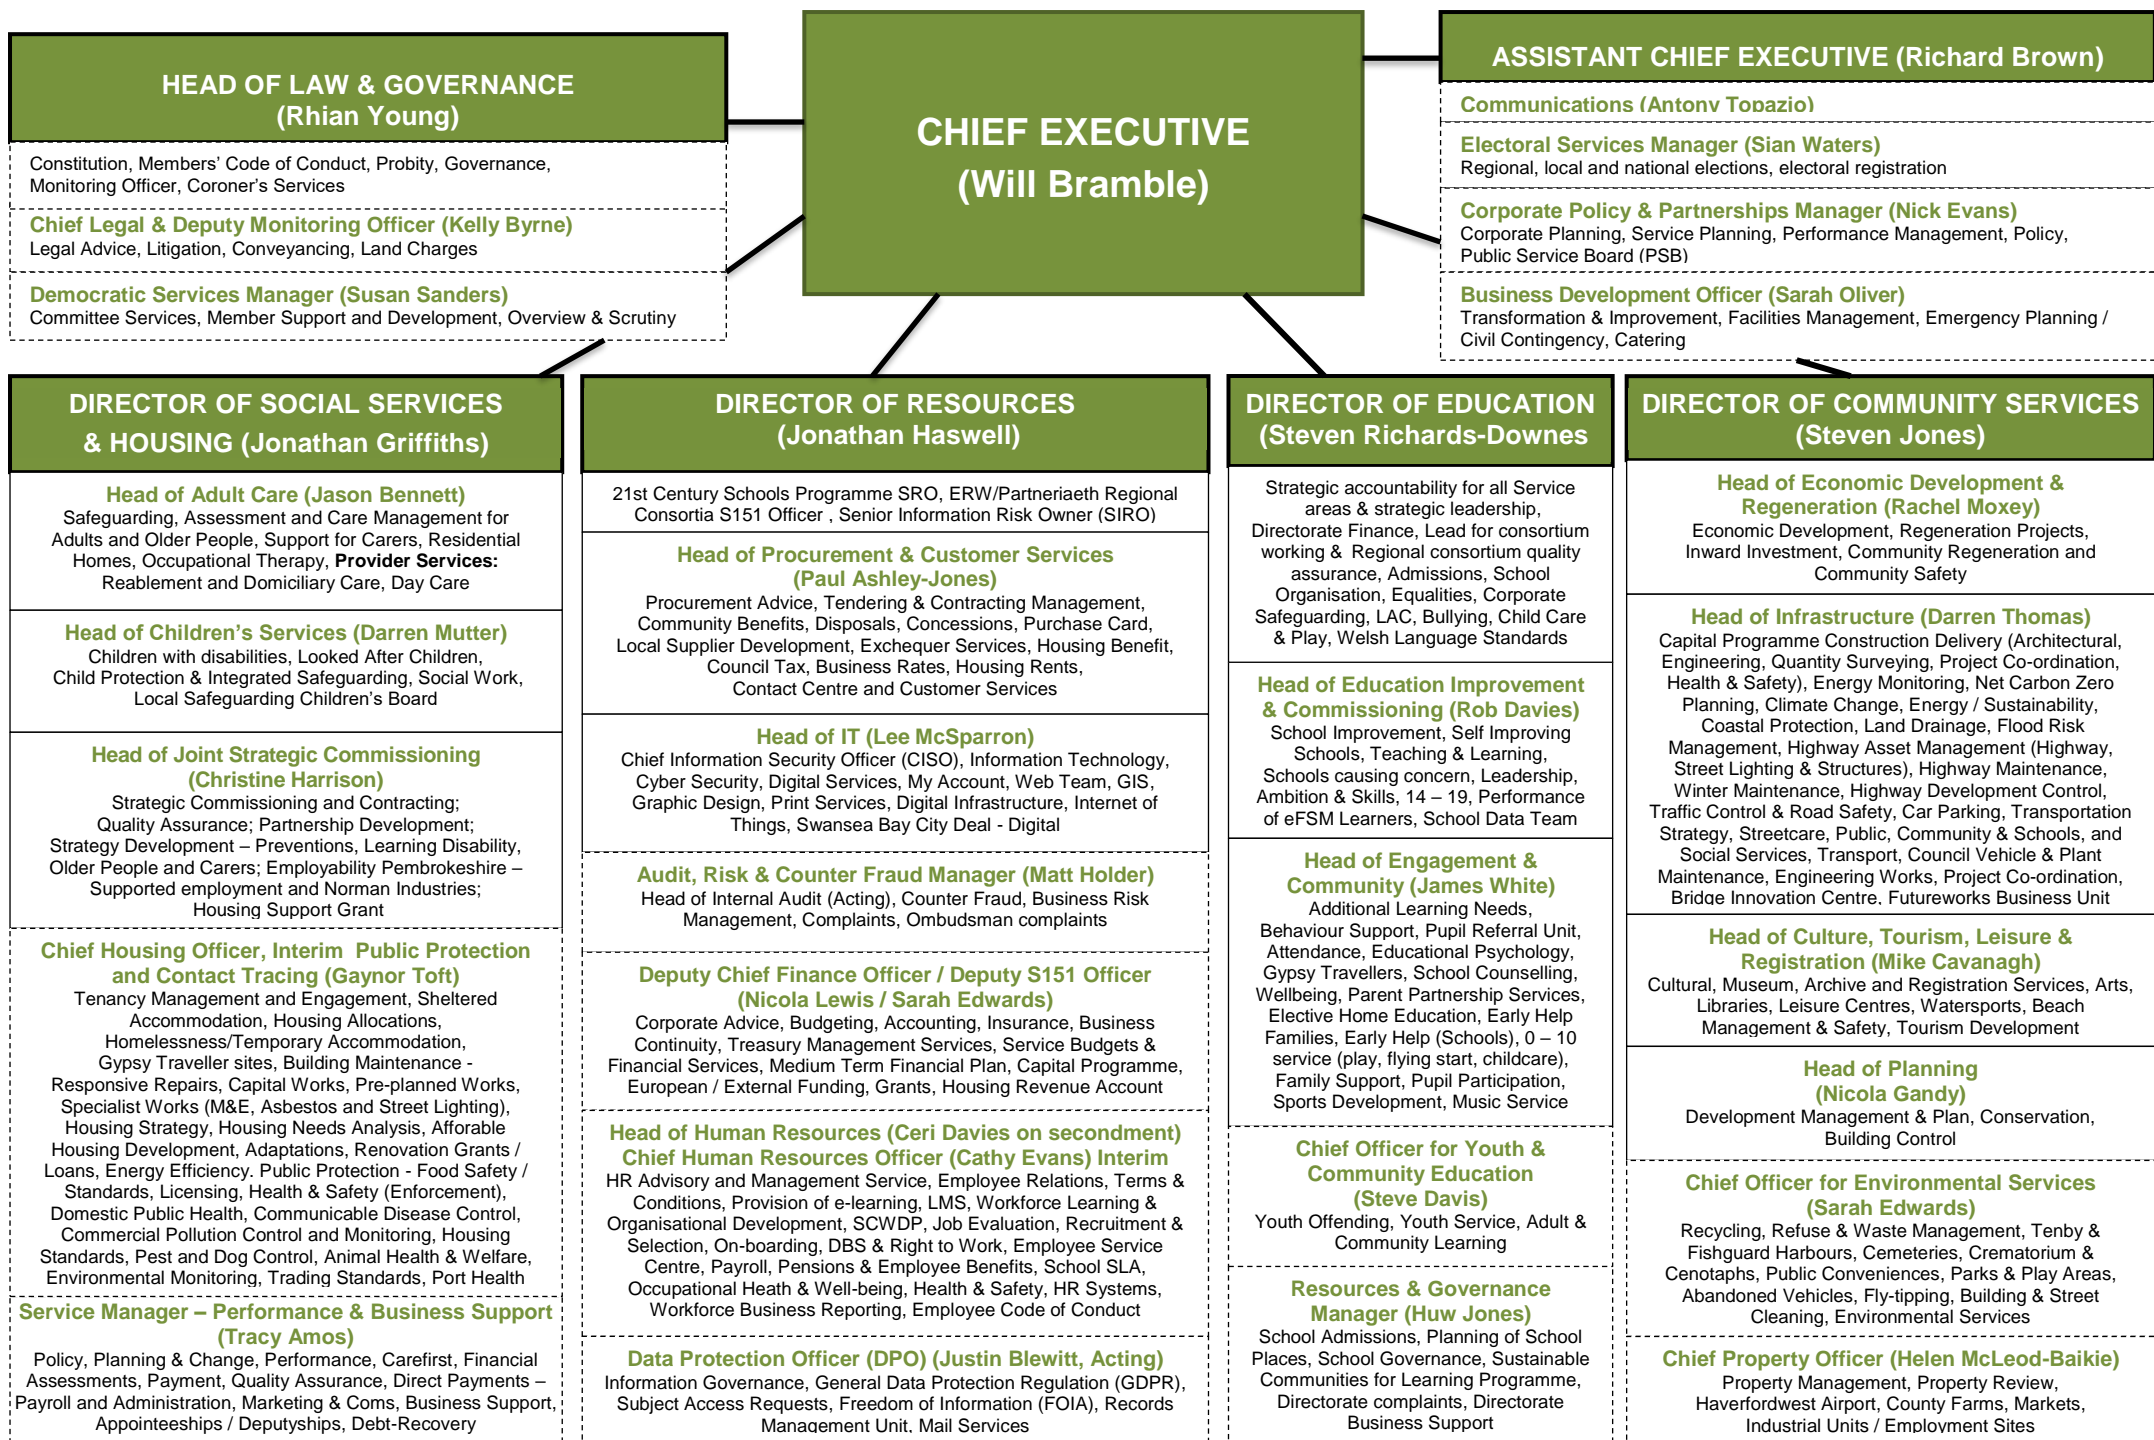 HEAD OF LAW & GOVERNANCE
(Rhian Young)
Constitution, Members’ Code of Conduct, Probity, Governance,
Monitoring Officer, Coroner’s Services
Chief Legal & Deputy Monitoring Officer (Kelly Byrne)
Legal Advice, Litigation, Conveyancing, Land Charges
Democratic Services Manager (Susan Sanders)
Committee Services, Member Support and Development, Overview & Scrutiny
CHIEF EXECUTIVE
(Will Bramble)
ASSISTANT CHIEF EXECUTIVE (Richard Brown)
Communications (Antony Topazio)
Electoral Services Manager (Sian Waters)
Regional, local and national elections, electoral registration
Corporate Policy & Partnerships Manager (Nick Evans)
Corporate Planning, Service Planning, Performance Management, Policy,
Public Service Board (PSB)
Business Development Officer (Sarah Oliver)
Transformation & Improvement, Facilities Management, Emergency Planning /
Civil Contingency, Catering
DIRECTOR OF SOCIAL SERVICES
& HOUSING (Jonathan Griffiths)
Head of Adult Care (Jason Bennett)
Safeguarding, Assessment and Care Management for
Adults and Older People, Support for Carers, Residential
Homes, Occupational Therapy, Provider Services:
Reablement and Domiciliary Care, Day Care
Head of Children’s Services (Darren Mutter)
Children with disabilities, Looked After Children,
Child Protection & Integrated Safeguarding, Social Work,
Local Safeguarding Children’s Board
Head of Joint Strategic Commissioning
(Christine Harrison)
Strategic Commissioning and Contracting;
Quality Assurance; Partnership Development;
Strategy Development – Preventions, Learning Disability,
Older People and Carers; Employability Pembrokeshire –
Supported employment and Norman Industries;
Housing Support Grant
Chief Housing Officer, Interim  Public Protection
and Contact Tracing (Gaynor Toft)
Tenancy Management and Engagement, Sheltered
Accommodation, Housing Allocations,
Homelessness/Temporary Accommodation,
Gypsy Traveller sites, Building Maintenance -
Responsive Repairs, Capital Works, Pre-planned Works,
Specialist Works (M&E, Asbestos and Street Lighting),
Housing Strategy, Housing Needs Analysis, Afforable
Housing Development, Adaptations, Renovation Grants /
Loans, Energy Efficiency. Public Protection - Food Safety /
Standards, Licensing, Health & Safety (Enforcement),
Domestic Public Health, Communicable Disease Control,
Commercial Pollution Control and Monitoring, Housing
Standards, Pest and Dog Control, Animal Health & Welfare,
Environmental Monitoring, Trading Standards, Port Health
Service Manager – Performance & Business Support
(Tracy Amos)
Policy, Planning & Change, Performance, Carefirst, Financial
Assessments, Payment, Quality Assurance, Direct Payments –
Payroll and Administration, Marketing & Coms, Business Support,
Appointeeships / Deputyships, Debt-Recovery
DIRECTOR OF RESOURCES
(Jonathan Haswell)
21st Century Schools Programme SRO, ERW/Partneriaeth Regional
Consortia S151 Officer , Senior Information Risk Owner (SIRO)
Head of Procurement & Customer Services
(Paul Ashley-Jones)
Procurement Advice, Tendering & Contracting Management,
Community Benefits, Disposals, Concessions, Purchase Card,
Local Supplier Development, Exchequer Services, Housing Benefit,
Council Tax, Business Rates, Housing Rents,
Contact Centre and Customer Services
Head of IT (Lee McSparron)
Chief Information Security Officer (CISO), Information Technology,
Cyber Security, Digital Services, My Account, Web Team, GIS,
Graphic Design, Print Services, Digital Infrastructure, Internet of
Things, Swansea Bay City Deal - Digital
Audit, Risk & Counter Fraud Manager (Matt Holder)
Head of Internal Audit (Acting), Counter Fraud, Business Risk
Management, Complaints, Ombudsman complaints
Deputy Chief Finance Officer / Deputy S151 Officer
(Nicola Lewis / Sarah Edwards)
Corporate Advice, Budgeting, Accounting, Insurance, Business
Continuity, Treasury Management Services, Service Budgets &
Financial Services, Medium Term Financial Plan, Capital Programme,
European / External Funding, Grants, Housing Revenue Account
Head of Human Resources (Ceri Davies on secondment)
Chief Human Resources Officer (Cathy Evans) Interim
HR Advisory and Management Service, Employee Relations, Terms &
Conditions, Provision of e-learning, LMS, Workforce Learning &
Organisational Development, SCWDP, Job Evaluation, Recruitment &
Selection, On-boarding, DBS & Right to Work, Employee Service
Centre, Payroll, Pensions & Employee Benefits, School SLA,
Occupational Heath & Well-being, Health & Safety, HR Systems,
Workforce Business Reporting, Employee Code of Conduct
Data Protection Officer (DPO) (Justin Blewitt, Acting)
Information Governance, General Data Protection Regulation (GDPR),
Subject Access Requests, Freedom of Information (FOIA), Records
Management Unit, Mail Services
DIRECTOR OF EDUCATION
(Steven Richards-Downes
Strategic accountability for all Service
areas & strategic leadership,
Directorate Finance, Lead for consortium
working &  Regional consortium quality
assurance, Admissions, School
Organisation, Equalities, Corporate
Safeguarding, LAC, Bullying, Child Care
& Play, Welsh Language Standards
Head of Education Improvement
& Commissioning (Rob Davies)
School Improvement, Self Improving
Schools, Teaching & Learning,
Schools causing concern, Leadership,
Ambition & Skills, 14 – 19, Performance
of eFSM Learners, School Data Team
Head of Engagement &
Community (James White)
Additional Learning Needs,
Behaviour Support, Pupil Referral Unit,
Attendance, Educational Psychology,
Gypsy Travellers, School Counselling,
Wellbeing, Parent Partnership Services,
Elective Home Education, Early Help
Families, Early Help (Schools), 0 – 10
service (play, flying start, childcare),
Family Support, Pupil Participation,
Sports Development, Music Service
Chief Officer for Youth &
Community Education
(Steve Davis)
Youth Offending, Youth Service, Adult &
Community Learning
Resources & Governance
Manager (Huw Jones)
School Admissions, Planning of School
Places, School Governance, Sustainable
Communities for Learning Programme,
Directorate complaints, Directorate
Business Support
DIRECTOR OF COMMUNITY SERVICES
(Steven Jones)
Head of Economic Development &
Regeneration (Rachel Moxey)
Economic Development, Regeneration Projects,
Inward Investment, Community Regeneration and
Community Safety
Head of Infrastructure (Darren Thomas)
Capital Programme Construction Delivery (Architectural,
Engineering, Quantity Surveying, Project Co-ordination,
Health & Safety), Energy Monitoring, Net Carbon Zero
Planning, Climate Change, Energy / Sustainability,
Coastal Protection, Land Drainage, Flood Risk
Management, Highway Asset Management (Highway,
Street Lighting & Structures), Highway Maintenance,
Winter Maintenance, Highway Development Control,
Traffic Control & Road Safety, Car Parking, Transportation
Strategy, Streetcare, Public, Community & Schools, and
Social Services, Transport, Council Vehicle & Plant
Maintenance, Engineering Works, Project Co-ordination,
Bridge Innovation Centre, Futureworks Business Unit
Head of Culture, Tourism, Leisure &
Registration (Mike Cavanagh)
Cultural, Museum, Archive and Registration Services, Arts,
Libraries, Leisure Centres, Watersports, Beach
Management & Safety, Tourism Development
Head of Planning
(Nicola Gandy)
Development Management & Plan, Conservation,
Building Control
Chief Officer for Environmental Services
(Sarah Edwards)
Recycling, Refuse & Waste Management, Tenby &
Fishguard Harbours, Cemeteries, Crematorium &
Cenotaphs, Public Conveniences, Parks & Play Areas,
Abandoned Vehicles, Fly-tipping, Building & Street
Cleaning, Environmental Services
Chief Property Officer (Helen McLeod-Baikie)
Property Management, Property Review,
Haverfordwest Airport, County Farms, Markets,
Industrial Units / Employment Sites